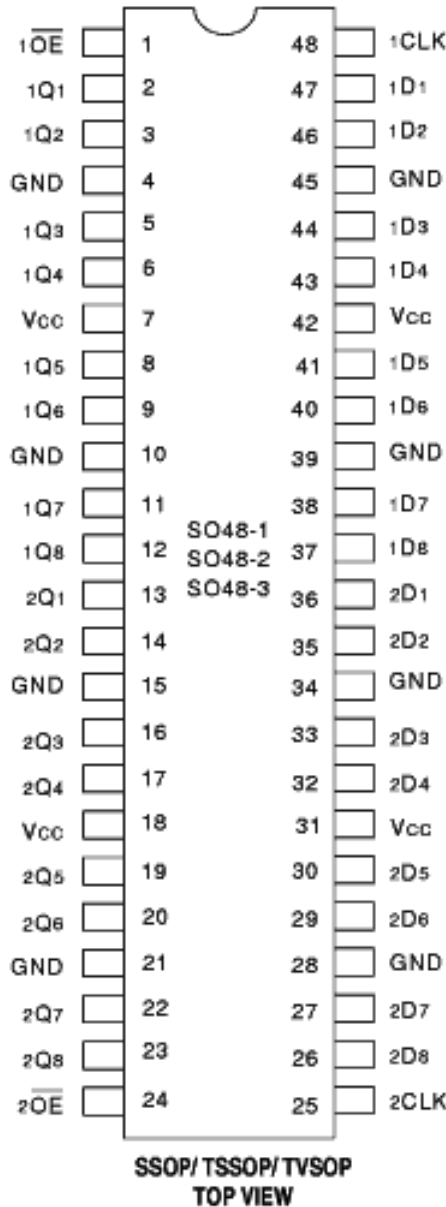 1OE 1 48 1CLK
1Q1 2 47 1D1
1Q2 3 46 1D2
GND 4 45 GND
1Q3 5 44 1D3
1Q4 6 43 1D4
Vcc 7 42 Vcc
1Q5 8 41 1D5
1Q6 9 40 1D6
GND 10 39 GND
1Q7 11 38 1D7
1Q8 12 37 1D8
2Q1 13 36 2D1
2Q2 14 35 2D2
GND 15 34 GND
2Q3 16 33 2D3
2Q4 17 32 2D4
Vcc 18 31 Vcc
2Q5 19 30 2D5
2Q6 20 29 2D6
GND 21 28 GND
2Q7 22 27 2D7
2Q8 23 26 2D8
2OE 24 25 2CLK
SO48-1
SO48-2
SO48-3
SSOP/ TSSOP/ TVSOP
TOP VIEW